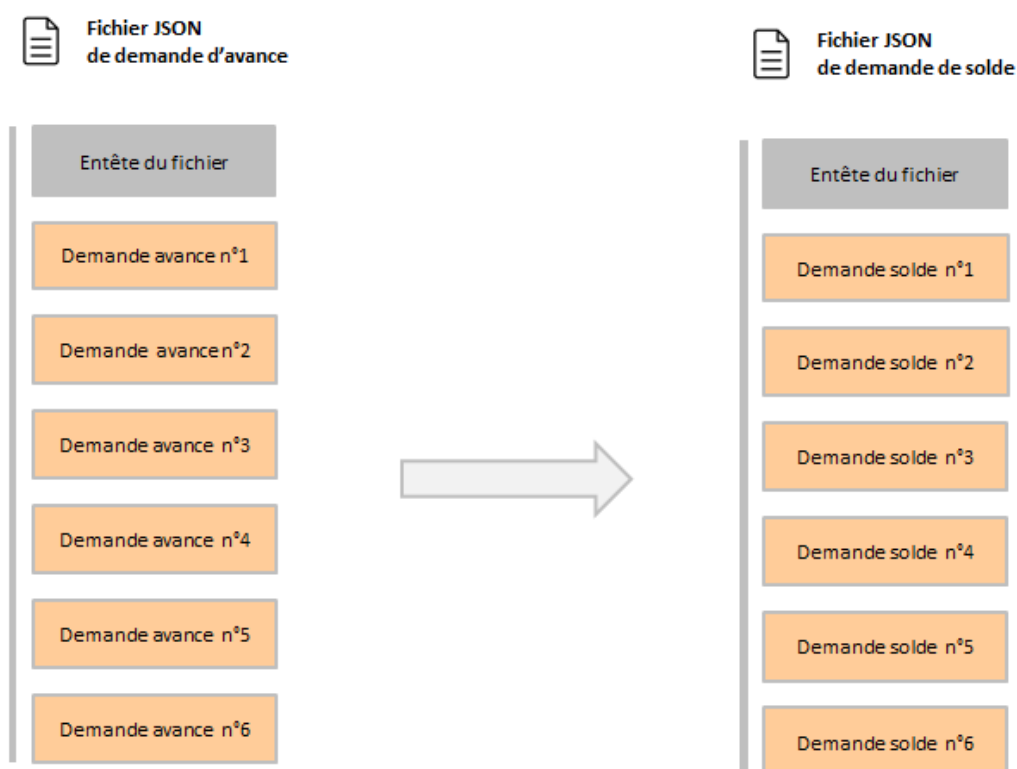 Fichier JSON
de demande d'avance
Entête du fichier
Demande avance n°1
Demande avance n°2
Demande avance n°3
Demande avance n°4
Demande avance n°5
Demande avance n°6
Fichier JSON
de demande de solde
Entête du fichier
Demande solde n°1
Demande solde n°2
Demande solde n°3
Demande solde n°4
Demande solde n°5
Demande solde n°6